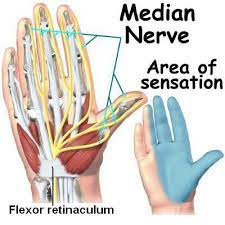 Median
Nerve
Area of
sensation
Flexor retinaculum